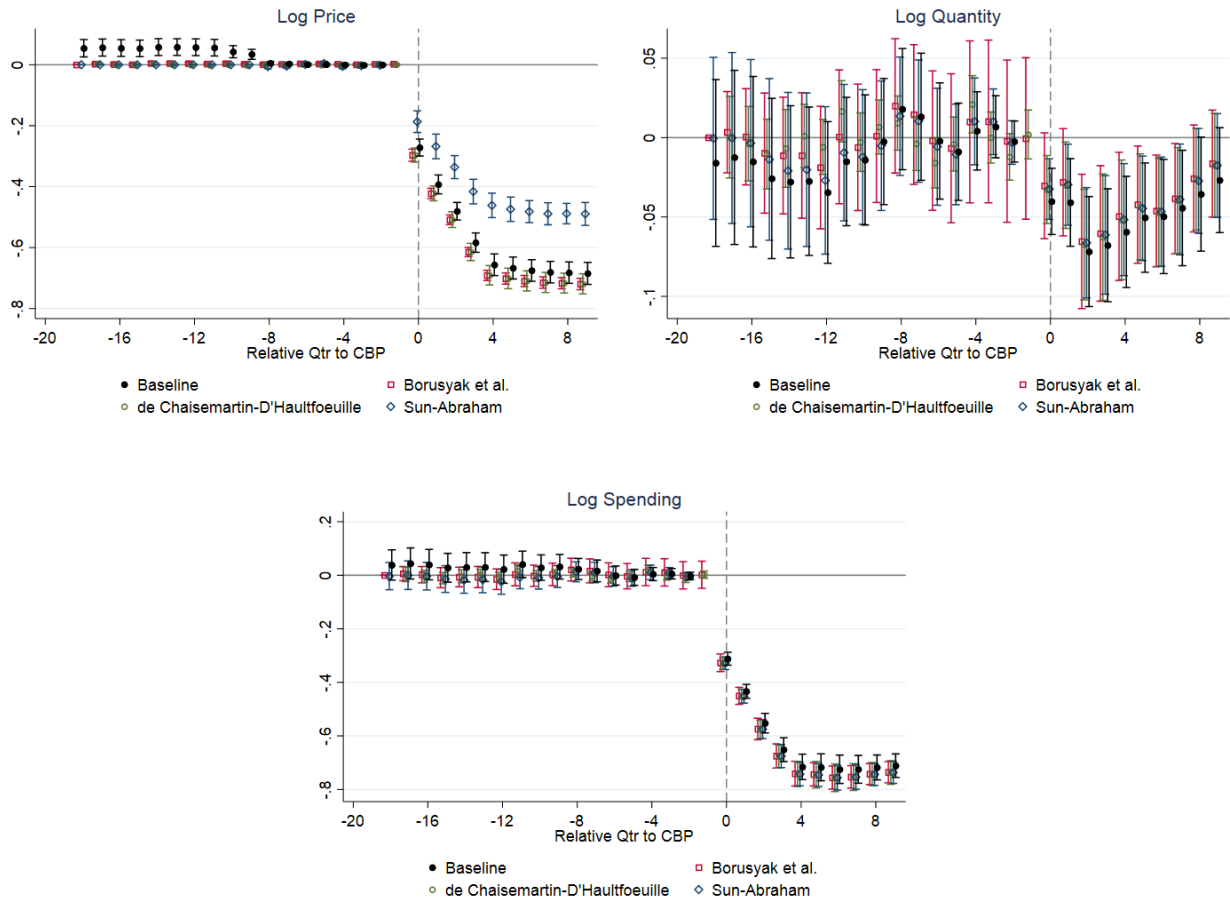 Log Price
0
-.2
-.4
-.6
-.8
-20 -16 -12 -8 -4 0 4 8
Relative Qtr to CBP
Baseline Borusyak et al.
de Chaisemartin-D'Haultfoeuille Sun-Abraham
Log Quantity
.05
0
-.05
-.1
-20 -16 -12 -8 -4 0 4 8
Relative Qtr to CBP
Baseline Borusyak et al.
de Chaisemartin-D'Haultfoeuille Sun-Abraham
Log Spending
.2
0
-.2
-.4
-.6
-.8
-20 -16 -12 -8 -4 0 4 8
Relative Qtr to CBP
Baseline Borusyak et al.
de Chaisemartin-D'Haultfoeuille Sun-Abraham